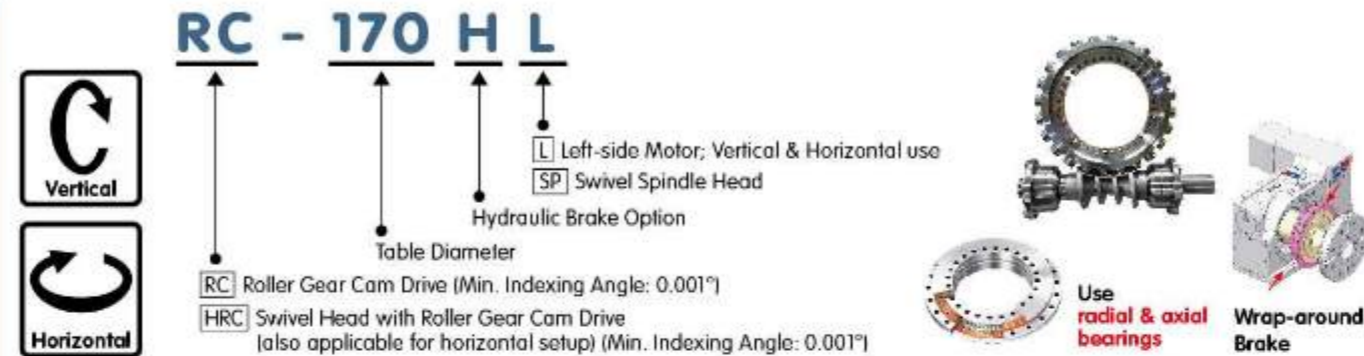 RC - 170 H L
Vertical
Horizontal
L Left-side Motor; Vertical & Horizontal use
SP Swivel Spindle Head
Hydraulic Brake Option
Table Diameter
RC Roller Gear Cam Drive (Min. Indexing Angle: 0.001°)
HRC Swivel Head with Roller Gear Cam Drive
(also applicable for horizontal setup) (Min. Indexing Angle: 0.001°)
Use
radial & axial
bearings
Wrap-around
Brake